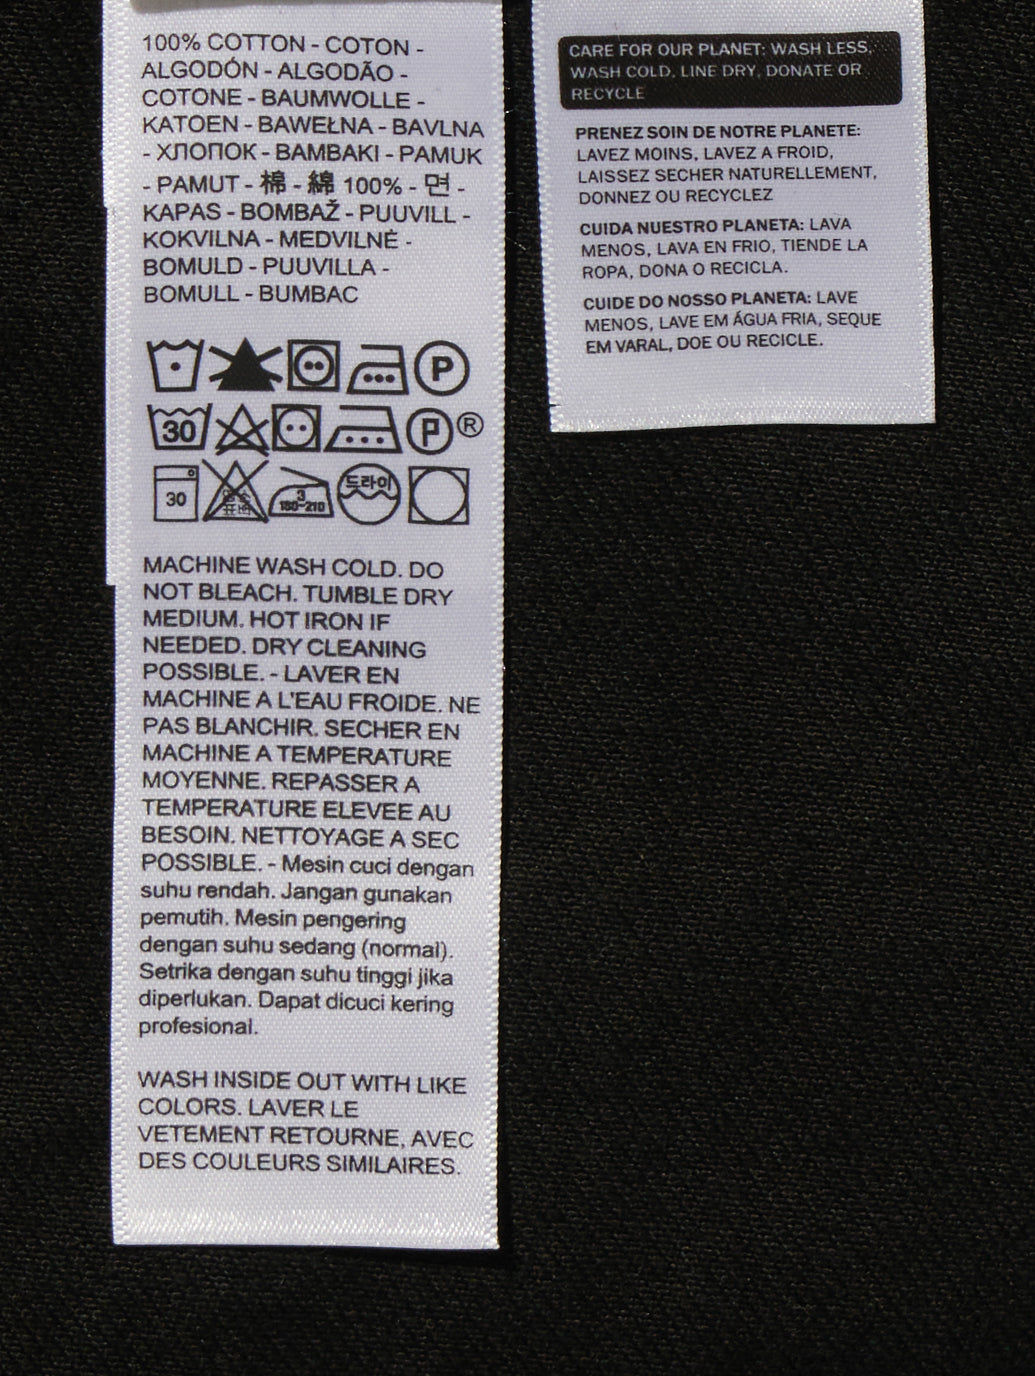 100% COTTON - COTON -
ALGODÓN - ALGODÃO -
COTONE - BAUMWOLLE -
KATOEN - BAWEŁNA - BAVLNA
- ХЛОПОК - BAMBAKI - PAMUK
- PAMUT - 棉 - 綿 100% - 면 -
KAPAS - BOMBAŽ - PUUVILL -
KOKVILNA - MEDVILNĖ -
BOMULD - PUUVILLA -
BOMULL - BUMBAC
P
30 P ®
30 3 180~210 드라이
MACHINE WASH COLD. DO
NOT BLEACH. TUMBLE DRY
MEDIUM. HOT IRON IF
NEEDED. DRY CLEANING
POSSIBLE. - LAVER EN
MACHINE A L'EAU FROIDE. NE
PAS BLANCHIR. SECHER EN
MACHINE A TEMPERATURE
MOYENNE. REPASSER A
TEMPERATURE ELEVEE AU
BESOIN. NETTOYAGE A SEC
POSSIBLE. - Mesin cuci dengan
suhu rendah. Jangan gunakan
pemutih. Mesin pengering
dengan suhu sedang (normal).
Setrika dengan suhu tinggi jika
diperlukan. Dapat dicuci kering
profesional.
WASH INSIDE OUT WITH LIKE
COLORS. LAVER LE
VETEMENT RETOURNE, AVEC
DES COULEURS SIMILAIRES.
CARE FOR OUR PLANET: WASH LESS,
WASH COLD, LINE DRY, DONATE OR
RECYCLE
PRENEZ SOIN DE NOTRE PLANETE:
LAVEZ MOINS, LAVEZ A FROID,
LAISSEZ SECHER NATURELLEMENT,
DONNEZ OU RECYCLEZ
CUIDA NUESTRO PLANETA: LAVA
MENOS, LAVA EN FRIO, TIENDE LA
ROPA, DONA O RECICLA.
CUIDE DO NOSSO PLANETA: LAVE
MENOS, LAVE EM ÁGUA FRIA, SEQUE
EM VARAL, DOE OU RECICLE.